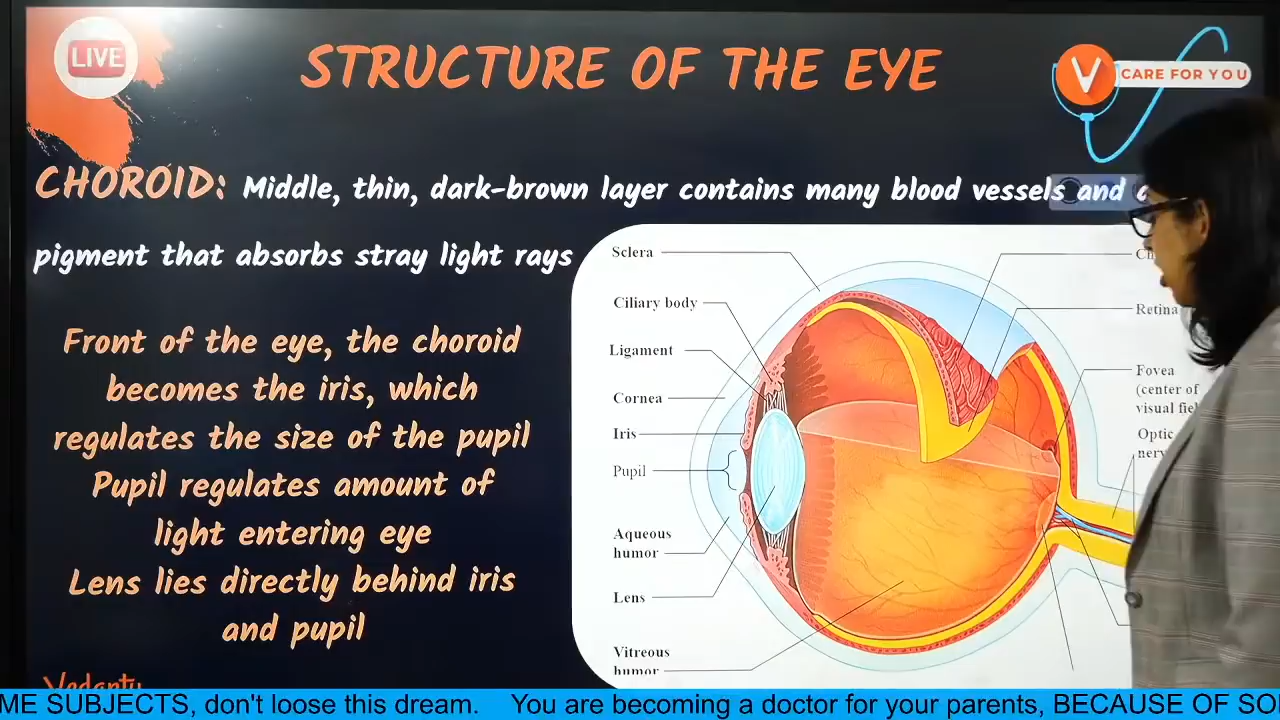 LIVE
STRUCTURE OF THE EYE
V CARE FOR YOU
CHOROID: Middle, thin, dark-brown layer contains many blood vessels and
pigment that absorbs stray light rays
Front of the eye, the choroid
becomes the iris, which
regulates the size of the pupil
Pupil regulates amount of
light entering eye
Lens lies directly behind iris
and pupil
Sclera
Ciliary body
Ligament
Cornea
Iris
Pupil
Aqueous
humor
Lens
Vitreous
humor
Retina
Fovea
(center of
visual
Optic
Vedantu
ME SUBJECTS, don't loose this dream. You are becoming a doctor for your parents, BECAUSE OF SO